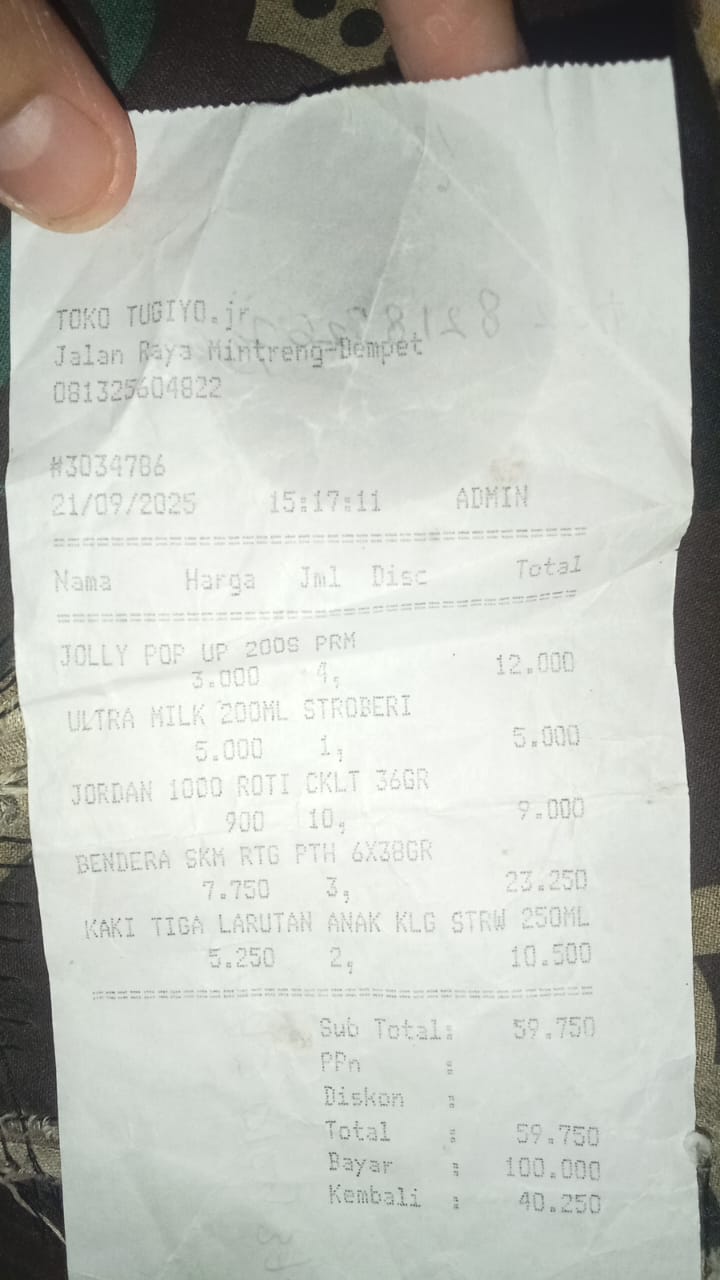 TOKO TUGIYO.jr
Jalan Raya Mintreng-Dempet
081325604822
#3034786
21/09/2025 15:17:11 ADMIN
Nama Harga Jml Disc Total
JOLLY POP UP 200S PRM
3.000 4, 12.000
ULTRA MILK 200ML STROBERI
5.000 1, 5.000
JORDAN 1000 ROTI CKLT 36GR
900 10, 9.000
BENDERA SKM RTG PTH 6X38GR
7.750 3, 23.250
KAKI TIGA LARUTAN ANAK KLG STRW 250ML
5.250 2, 10.500
Sub Total: 59.750
PPn :
Diskon :
Total : 59.750
Bayar : 100.000
Kembali : 40.250